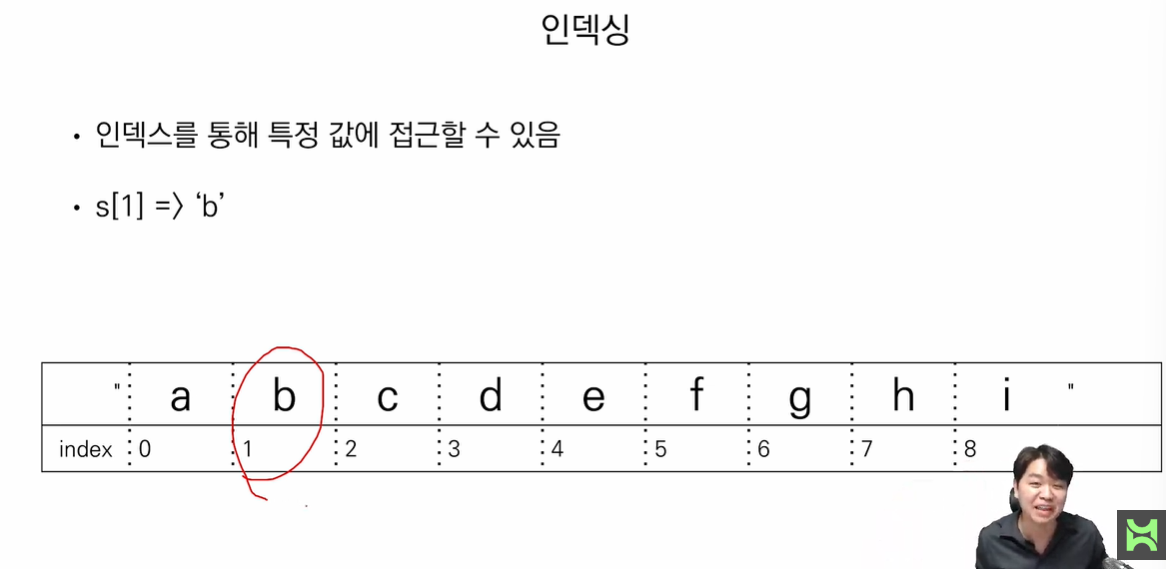 인덱싱
• 인덱스를 통해 특정 값에 접근할 수 있음
• s[1] => ‘b’
" a b c d e f g h i "
index 0 1 2 3 4 5 6 7 8